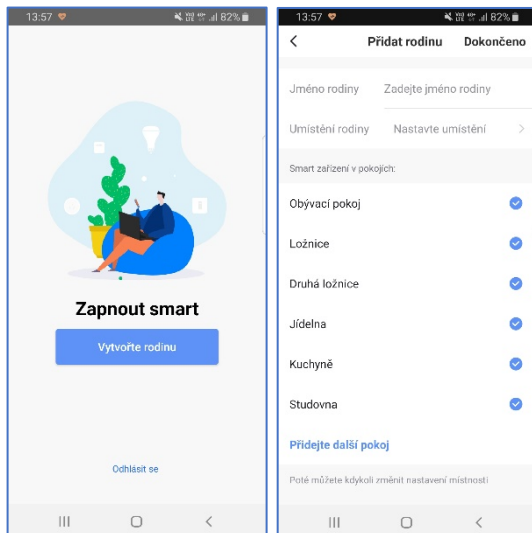 13:57
82%
Zapnout smart
Vytvořte rodinu
Odhlásit se
13:57
82%
Přidat rodinu Dokončeno
Jméno rodiny Zadejte jméno rodiny
Umístění rodiny Nastavte umístění
Smart zařízení v pokojích:
Obývací pokoj
Ložnice
Druhá ložnice
Jídelna
Kuchyně
Studovna
Přidejte další pokoj
Poté můžete kdykoli změnit nastavení místnosti